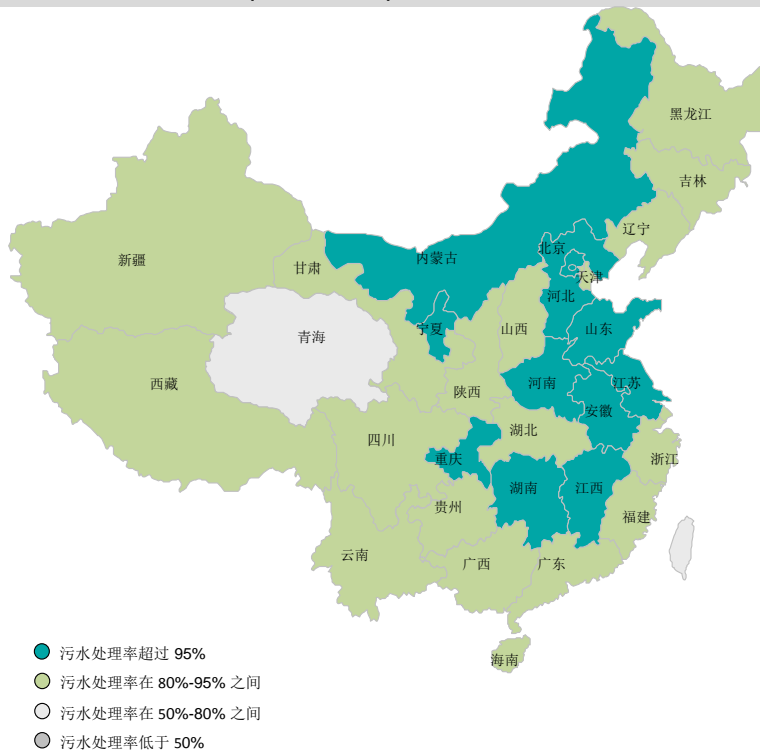 黑龙江
吉林
辽宁
北京
内蒙古
新疆
甘肃
天津
河北
宁夏
山西
山东
青海
西藏
陕西
河南
江苏
安徽
四川
湖北
重庆
浙江
湖南
江西
贵州
福建
云南
广西
广东
海南
污水处理率超过 95%
污水处理率在 80%-95% 之间
污水处理率在 50%-80% 之间
污水处理率低于 50%